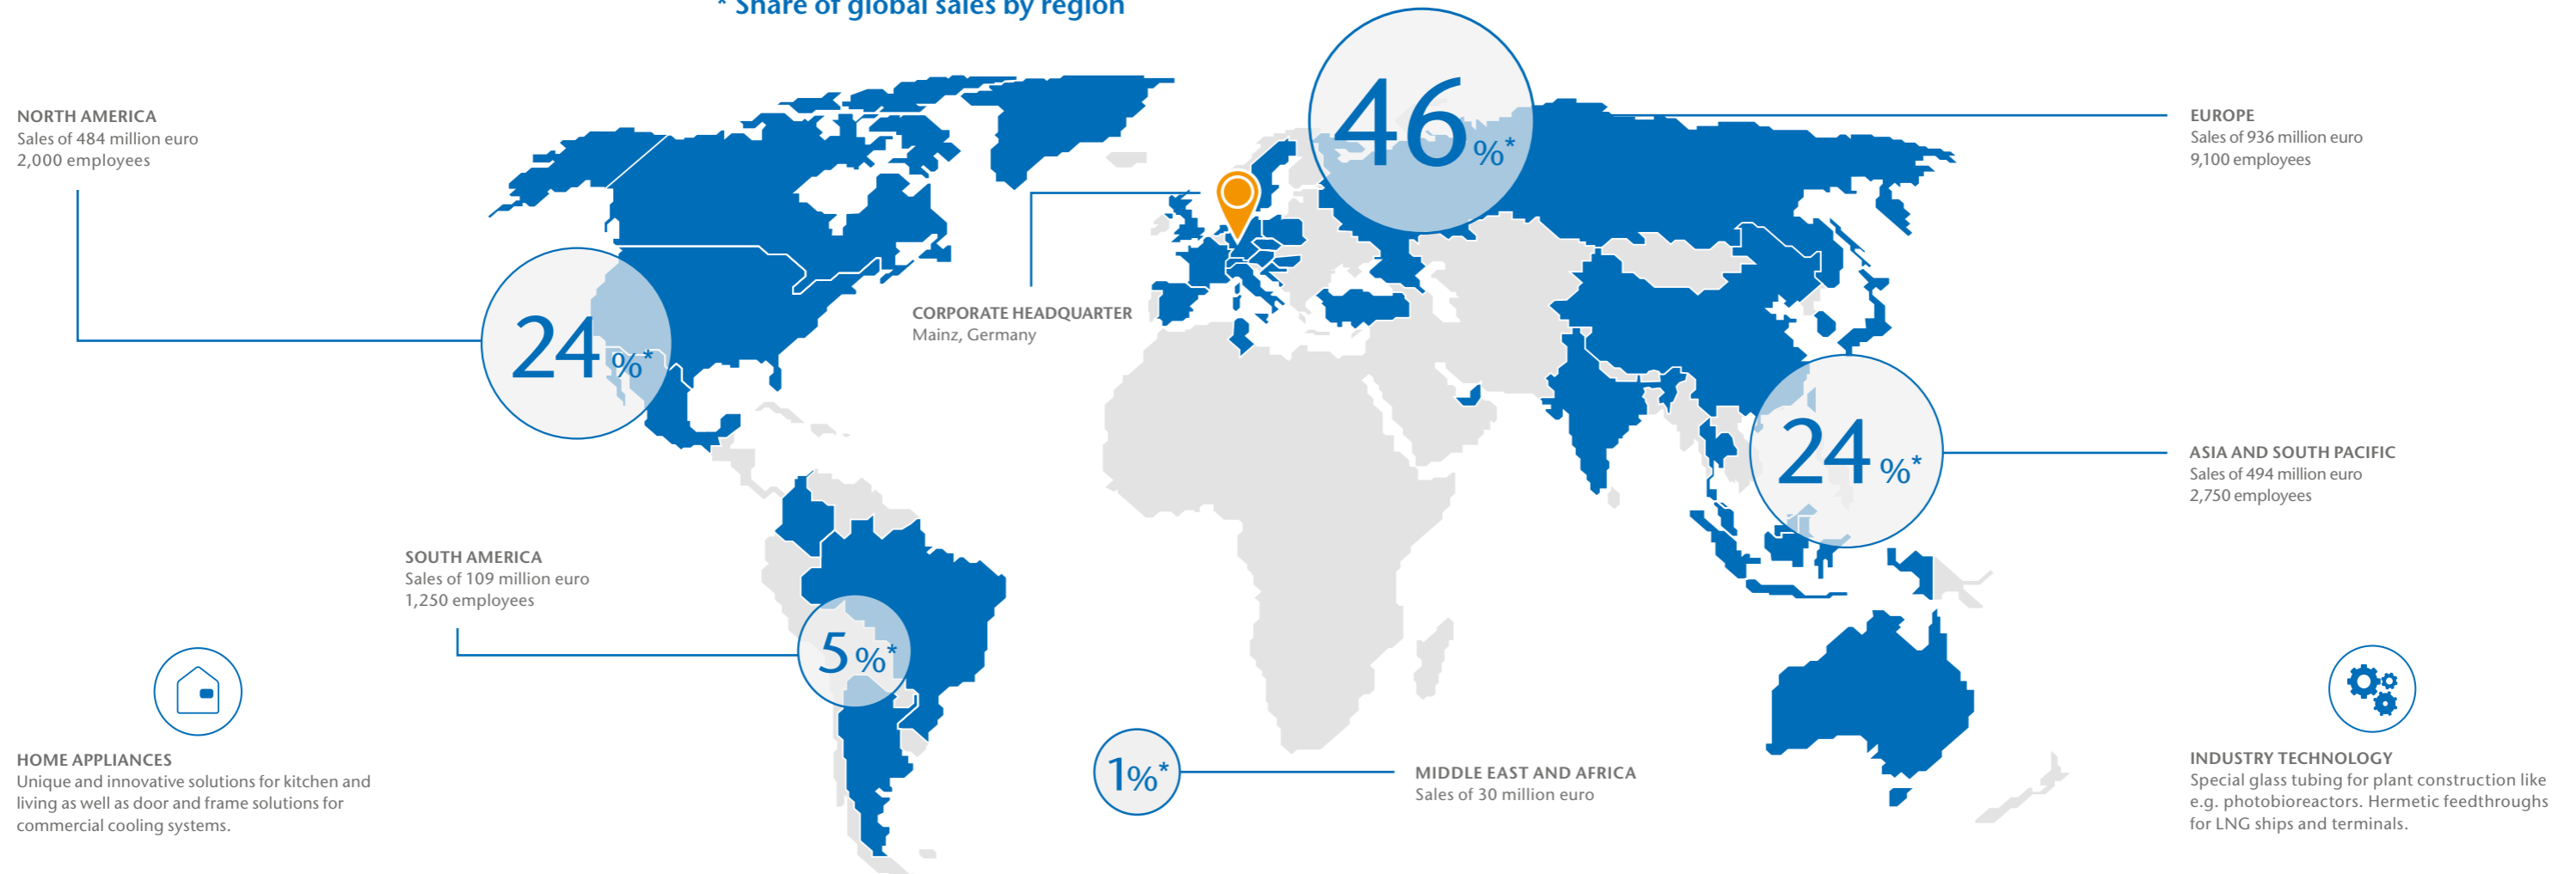 * Share of global sales by region
46 %*
NORTH AMERICA
Sales of 484 million euro
2,000 employees
EUROPE
Sales of 936 million euro
9,100 employees
CORPORATE HEADQUARTER
Mainz, Germany
24 %*
24 %*
ASIA AND SOUTH PACIFIC
Sales of 494 million euro
2,750 employees
SOUTH AMERICA
Sales of 109 million euro
1,250 employees
5 %*
1%*
MIDDLE EAST AND AFRICA
Sales of 30 million euro
HOME APPLIANCES
Unique and innovative solutions for kitchen and
living as well as door and frame solutions for
commercial cooling systems.
INDUSTRY TECHNOLOGY
Special glass tubing for plant construction like
e.g. photobioreactors. Hermetic feedthroughs
for LNG ships and terminals.